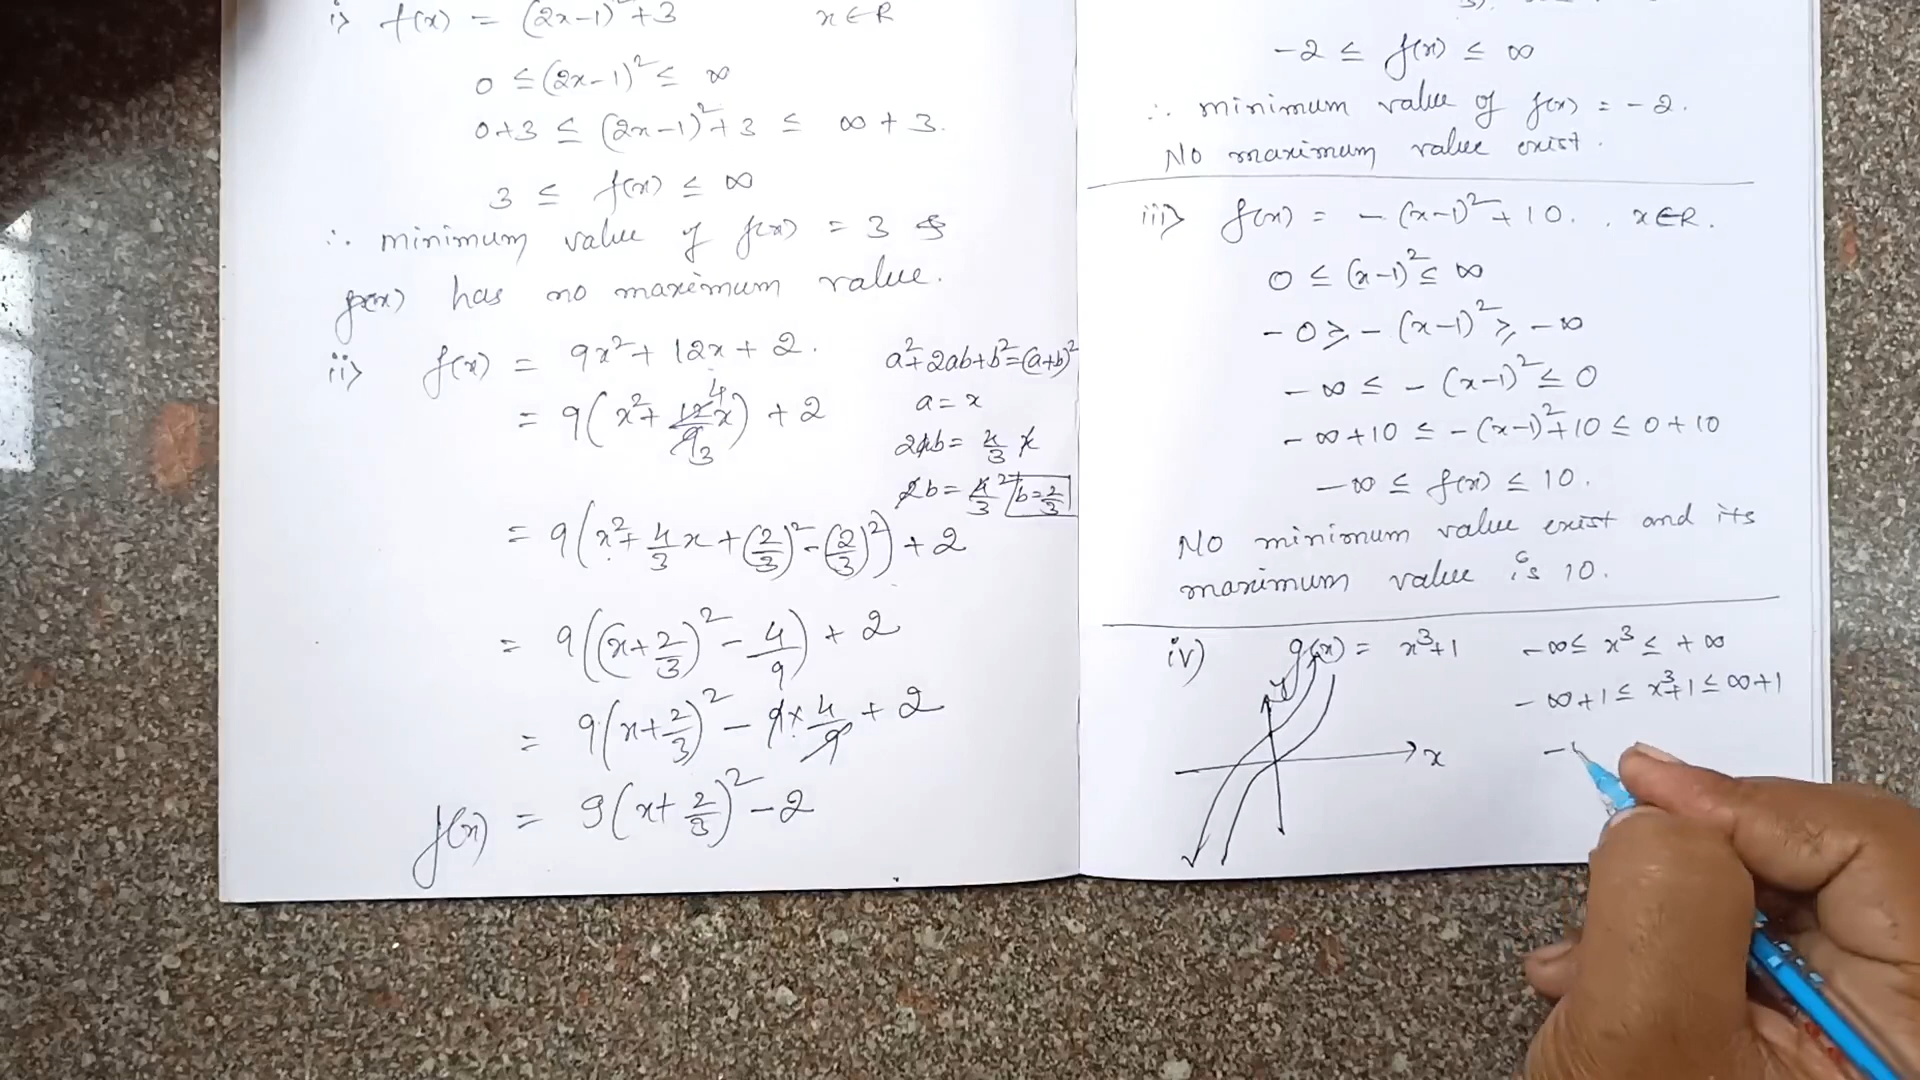 i) f(x) = (2x-1)²+3 x∈R
0 ≤ (2x-1)² ≤ ∞
0+3 ≤ (2x-1)²+3 ≤ ∞+3.
3 ≤ f(x) ≤ ∞
∴ minimum value of f(x) = 3 &
f(x) has no maximum value.
ii) f(x) = 9x²+12x+2.
= 9(x²+ 12/9 4/3 x) + 2
a²+2ab+b²=(a+b)²
a = x
2ab = 4/3 x
2b = 4/3 2 b=2/3
= 9(x²+ 4/3 x + (2/3)² - (2/3)²) + 2
= 9((x+2/3)² - 4/9) + 2
= 9(x+2/3)² - 9×4/9 + 2
f(x) = 9(x+2/3)² - 2
-2 ≤ f(x) ≤ ∞
∴ minimum value of f(x) = -2.
No maximum value exist.
iii) f(x) = -(x-1)²+10. x∈R.
0 ≤ (x-1)² ≤ ∞
-0 ≥ -(x-1)² ≥ -∞
-∞ ≤ -(x-1)² ≤ 0
-∞+10 ≤ -(x-1)²+10 ≤ 0+10
-∞ ≤ f(x) ≤ 10.
No minimum value exist and its
maximum value is 10.
iv) g(x) = x³+1 -∞ ≤ x³ ≤ +∞
-∞+1 ≤ x³+1 ≤ ∞+1
y
x
-